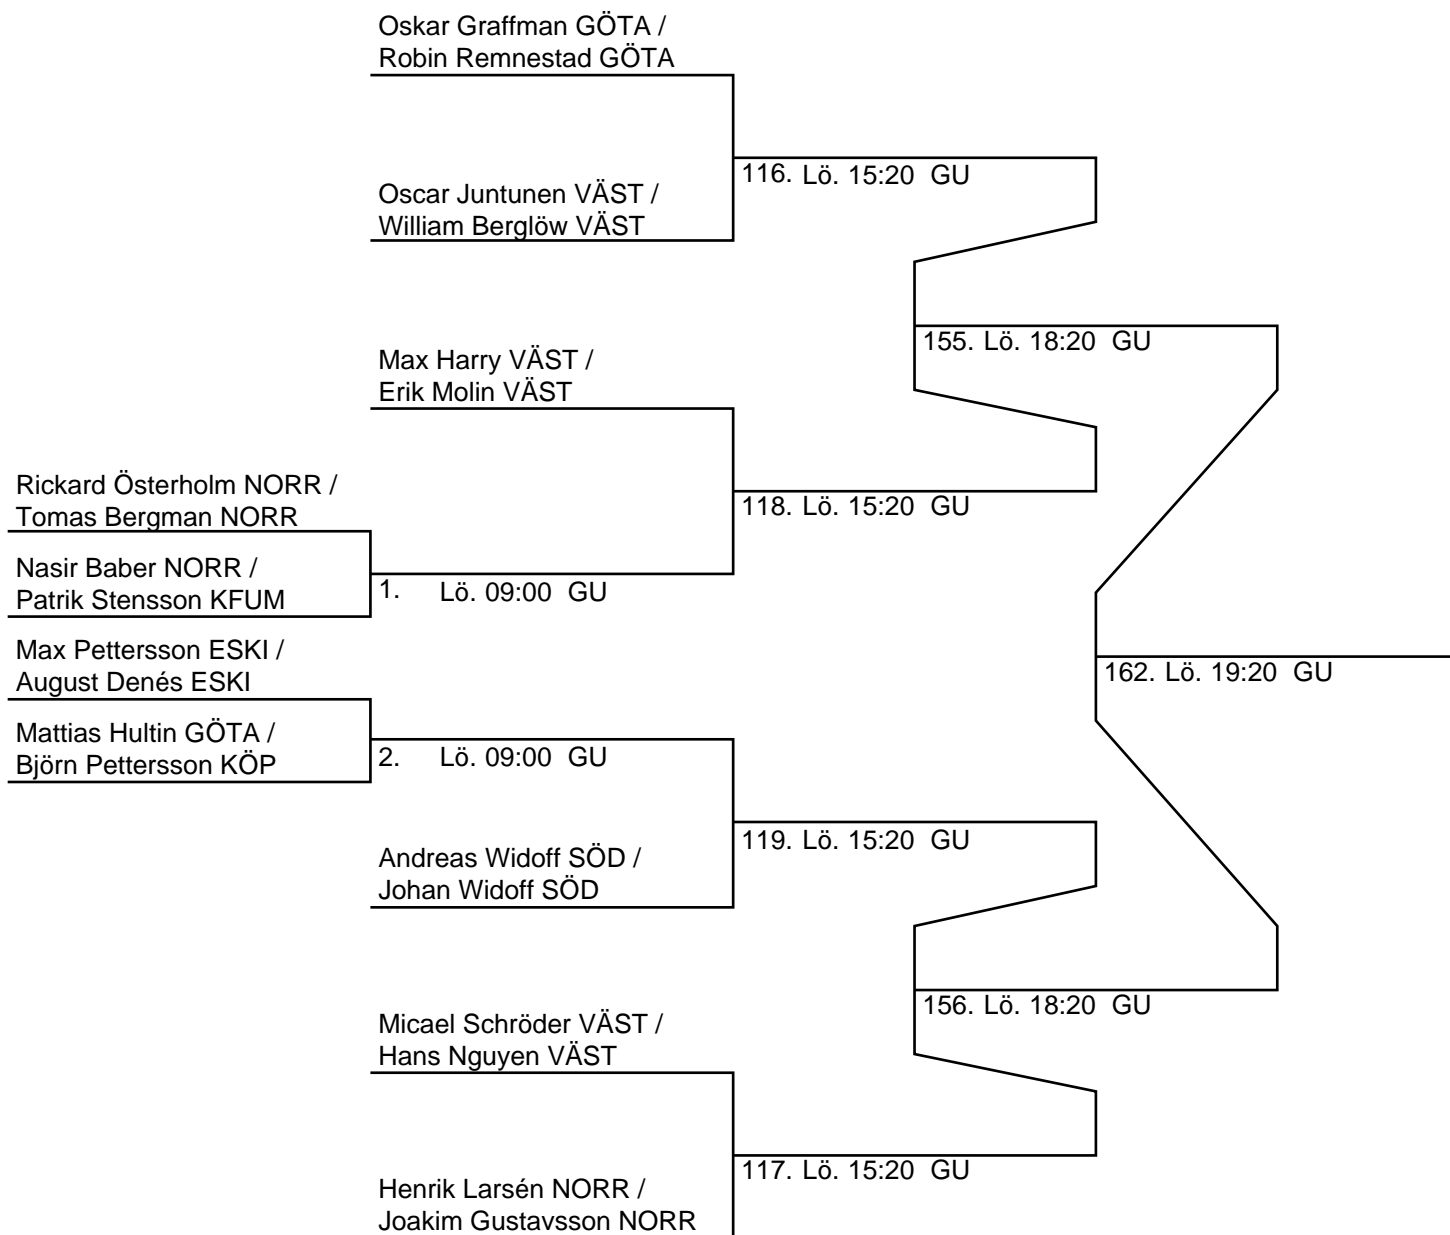 Oskar Graffman GÖTA /
Robin Remnestad GÖTA
116. Lö. 15:20 GU
Oscar Juntunen VÄST /
William Berglöw VÄST
155. Lö. 18:20 GU
Max Harry VÄST /
Erik Molin VÄST
118. Lö. 15:20 GU
Rickard Österholm NORR /
Tomas Bergman NORR
Nasir Baber NORR /
Patrik Stensson KFUM
1. Lö. 09:00 GU
162. Lö. 19:20 GU
Max Pettersson ESKI /
August Denés ESKI
Mattias Hultin GÖTA /
Björn Pettersson KÖP
2. Lö. 09:00 GU
119. Lö. 15:20 GU
Andreas Widoff SÖD /
Johan Widoff SÖD
156. Lö. 18:20 GU
Micael Schröder VÄST /
Hans Nguyen VÄST
117. Lö. 15:20 GU
Henrik Larsén NORR /
Joakim Gustavsson NORR